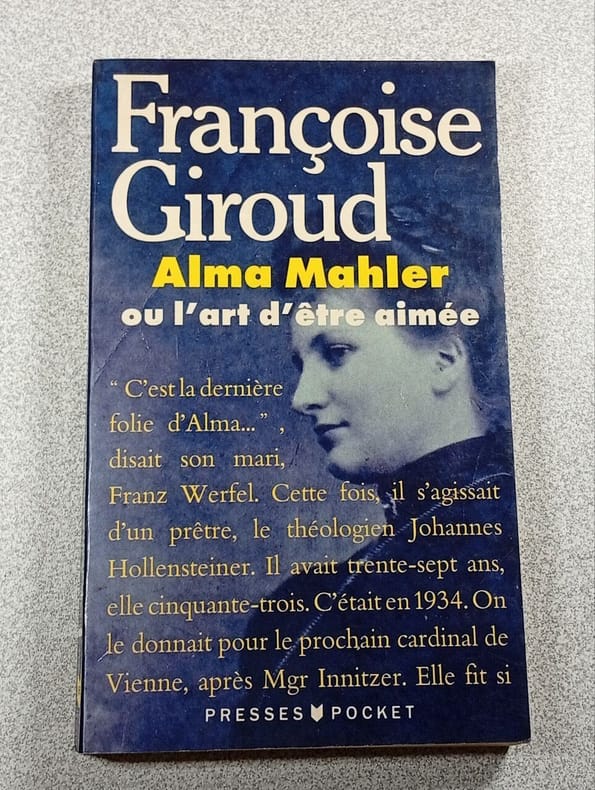 Françoise
Giroud
Alma Mahler
ou l'art d'être aimée
“ C'est la dernière
folie d'Alma... ” ,
disait son mari,
Franz Werfel. Cette fois, il s'agissait
d'un prêtre, le théologien Johannes
Hollensteiner. Il avait trente-sept ans,
elle cinquante-trois. C'était en 1934. On
le donnait pour le prochain cardinal de
Vienne, après Mgr Innitzer. Elle fit si
PRESSES POCKET